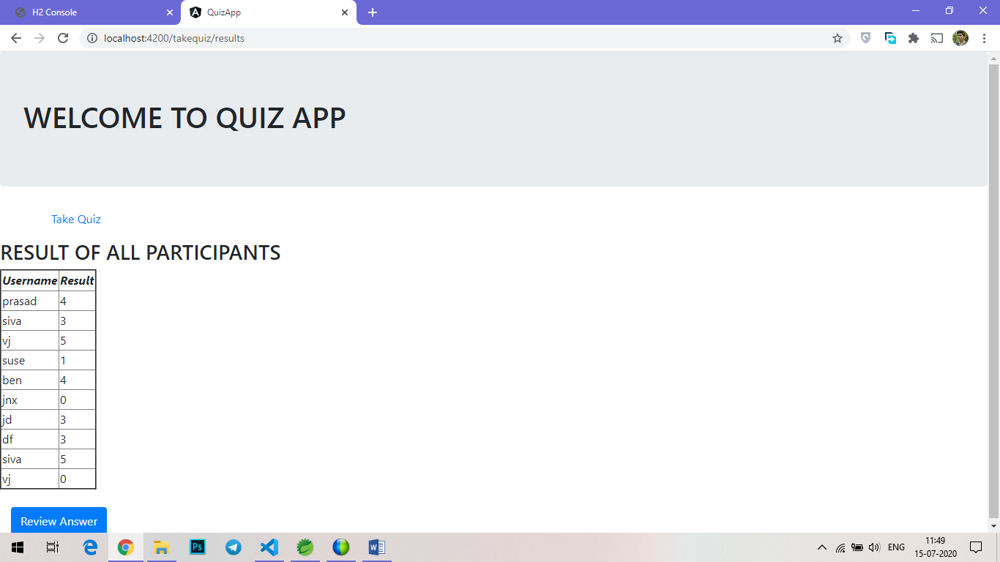 H2 Console
QuizApp
localhost:4200/takequiz/results
WELCOME TO QUIZ APP
Take Quiz
RESULT OF ALL PARTICIPANTS
Username Result
prasad 4
siva 3
vj 5
suse 1
ben 4
jnx 0
jd 3
df 3
siva 5
vj 0
Review Answer
Ps
ENG
11:49
15-07-2020